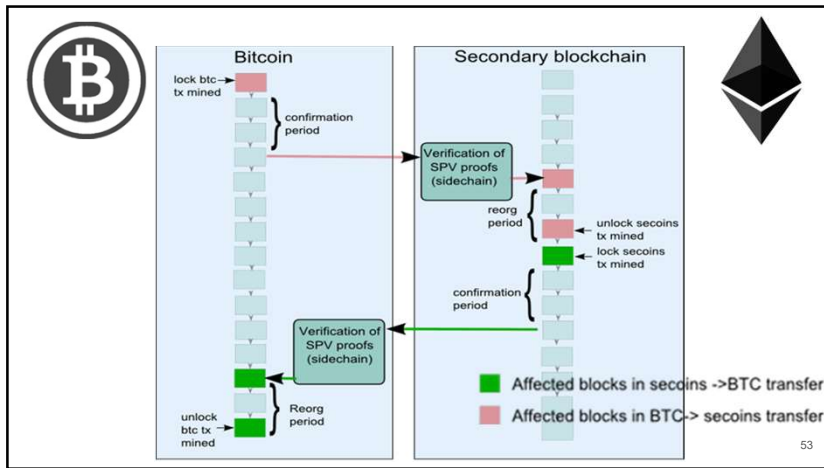 Bitcoin
lock btc
tx mined
confirmation
period
Verification of
SPV proofs
(sidechain)
Reorg
period
unlock
btc tx
mined
Secondary blockchain
Verification of
SPV proofs
(sidechain)
reorg
period
unlock secoins
tx mined
lock secoins
tx mined
confirmation
period
Affected blocks in secoins ->BTC transfer
Affected blocks in BTC-> secoins transfer
53